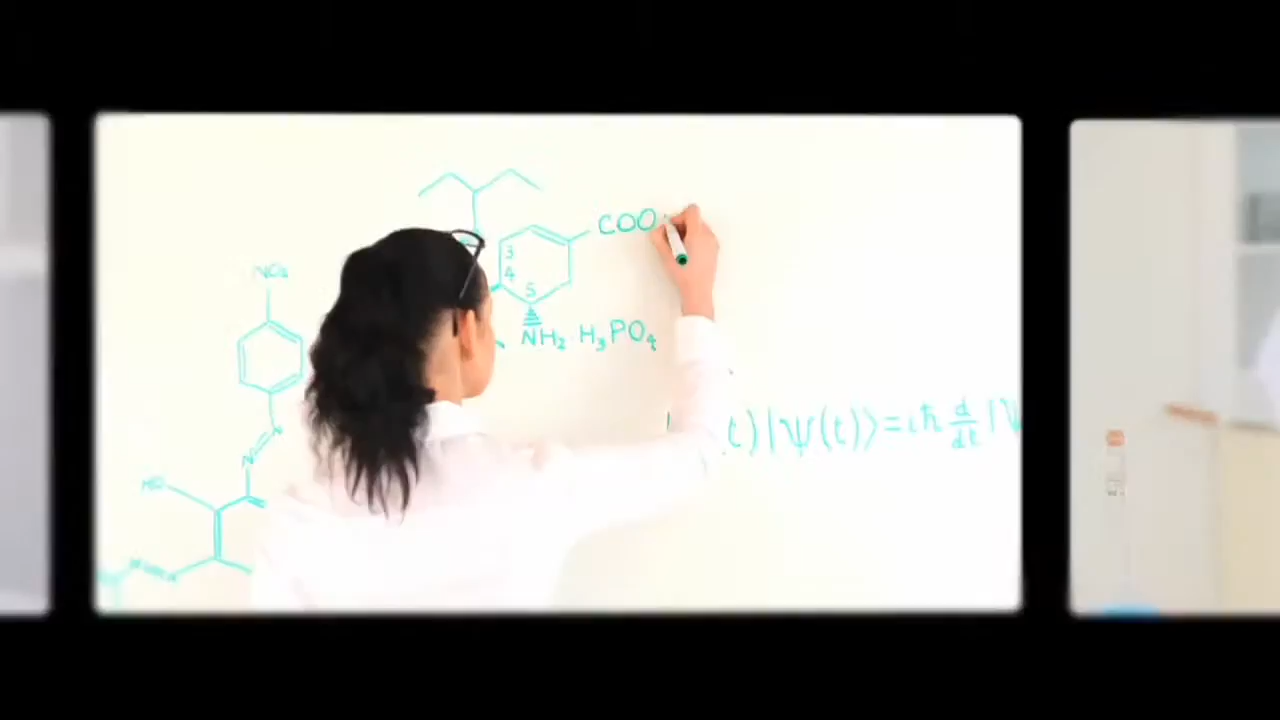 COO
3
4
5
NH₂ H₃PO₄
NO₂
t)|Ψ(t)⟩=iħ d/dt |Ψ
N
HO